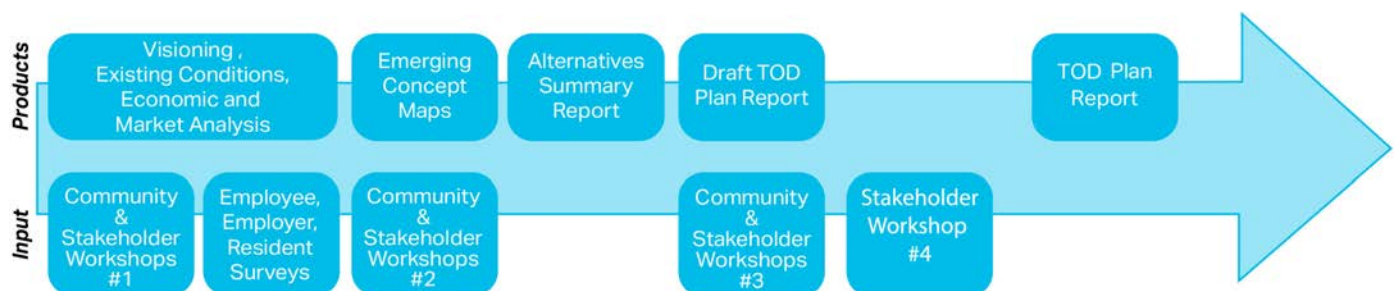 Products
Visioning ,
Existing Conditions,
Economic and
Market Analysis
Emerging
Concept
Maps
Alternatives
Summary
Report
Draft TOD
Plan Report
TOD Plan
Report
Input
Community
&
Stakeholder
Workshops
#1
Employee,
Employer,
Resident
Surveys
Community
&
Stakeholder
Workshops
#2
Community
&
Stakeholder
Workshops
#3
Stakeholder
Workshop
#4